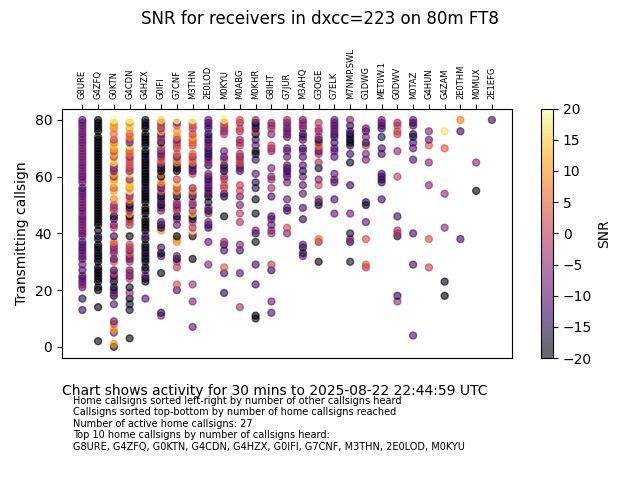 SNR for receivers in dxcc=223 on 80m FT8
G8URE G4ZFQ G0KTN G4CDN G4HZX G0IFI G7CNF M3THN 2E0LOD M0KYU M0ABG M0KHR G8IHT G7JUR M3AHQ G3OGE G7ELK M7NMP.SWL G1DWG MET0W.1 G0DWV M0TAZ G4HUN G4ZAM 2E0THM M0MUX 2E1EFG
80
60
40
20
0
Transmitting callsign
20
15
10
5
0
−5
−10
−15
−20
SNR
Chart shows activity for 30 mins to 2025-08-22 22:44:59 UTC
Home callsigns sorted left-right by number of other callsigns heard
Callsigns sorted top-bottom by number of home callsigns reached
Number of active home callsigns: 27
Top 10 home callsigns by number of callsigns heard:
G8URE, G4ZFQ, G0KTN, G4CDN, G4HZX, G0IFI, G7CNF, M3THN, 2E0LOD, M0KYU